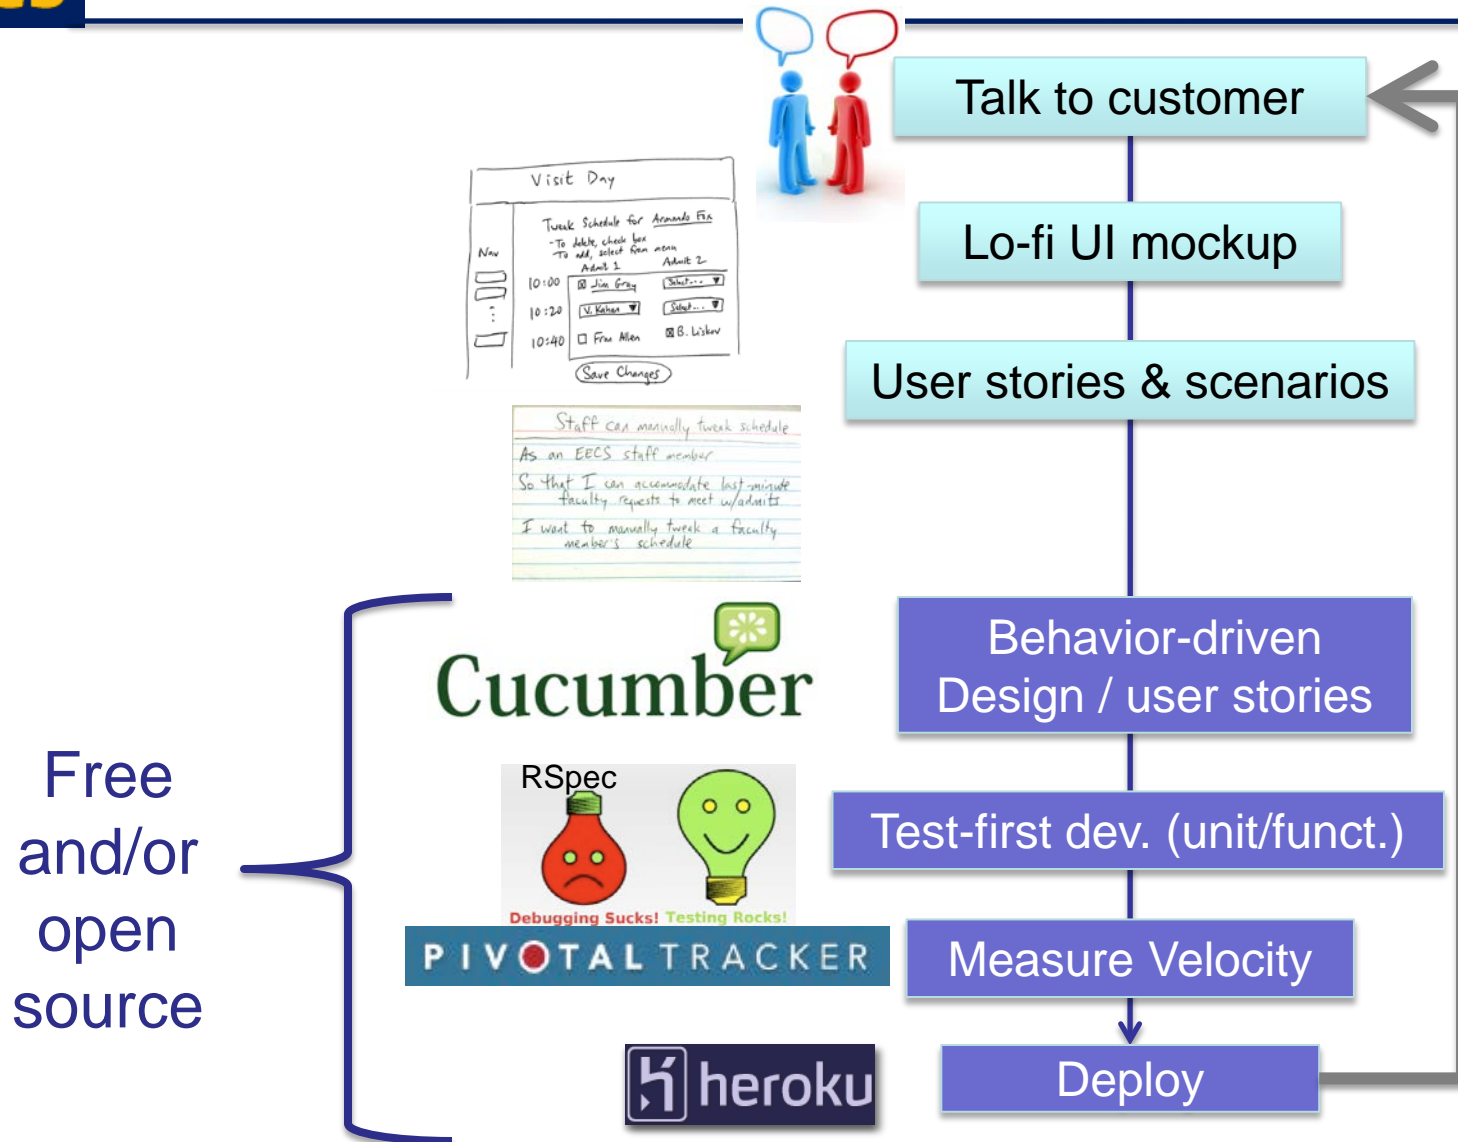 CS
Talk to customer
Visit Day
Tweak Schedule for Armando Fox
- To delete, check box
- To add, select from menu
Nav
Admit 1 Admit 2
10:00 Jim Gray Select... ▼
10:20 V. Kahan ▼ Select... ▼
10:40 Fran Allen B. Liskov
Save Changes
Lo-fi UI mockup
User stories & scenarios
Staff can manually tweak schedule
As an EECS staff member
So that I can accommodate last-minute
faculty requests to meet w/admits
I want to manually tweak a faculty
member's schedule
Free
and/or
open
source
Cucumber
Behavior-driven
Design / user stories
RSpec
Debugging Sucks! Testing Rocks!
Test-first dev. (unit/funct.)
PIVOTALTRACKER
Measure Velocity
heroku
Deploy